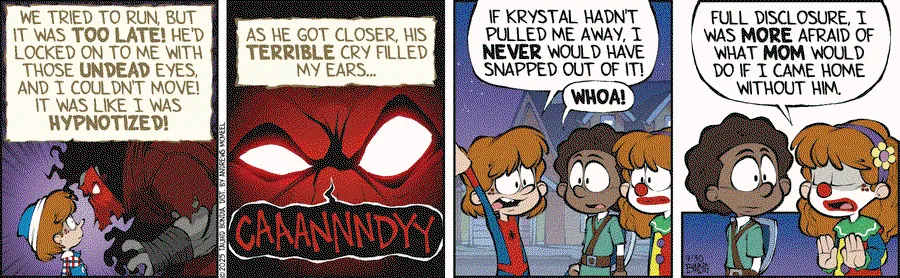 WE TRIED TO RUN, BUT
IT WAS TOO LATE! HE'D
LOCKED ON TO ME WITH
THOSE UNDEAD EYES,
AND I COULDN'T MOVE!
IT WAS LIKE I WAS
HYPNOTIZED!
AS HE GOT CLOSER, HIS
TERRIBLE CRY FILLED
MY EARS...
CAAANNNDYY
IF KRYSTAL HADN'T
PULLED ME AWAY, I
NEVER WOULD HAVE
SNAPPED OUT OF IT!
WHOA!
FULL DISCLOSURE, I
WAS MORE AFRAID OF
WHAT MOM WOULD
DO IF I CAME HOME
WITHOUT HIM.